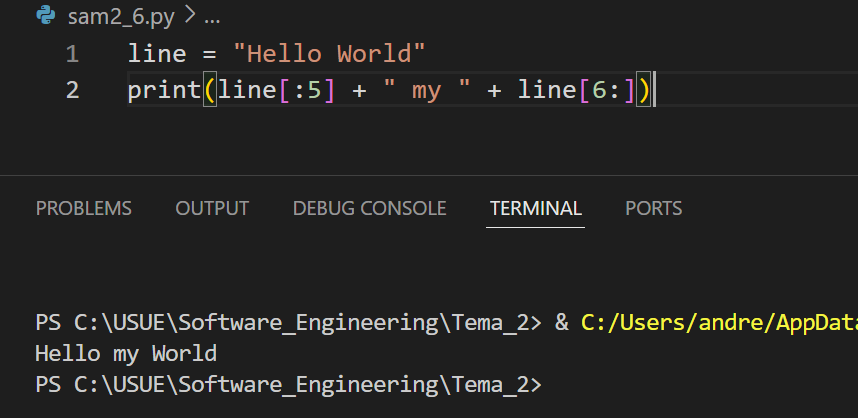 sam2_6.py > ...
1 line = "Hello World"
2 print(line[:5] + " my " + line[6:])
PROBLEMS OUTPUT DEBUG CONSOLE TERMINAL PORTS
PS C:\USUE\Software_Engineering\Tema_2> & C:/Users/andre/AppData
Hello my World
PS C:\USUE\Software_Engineering\Tema_2>